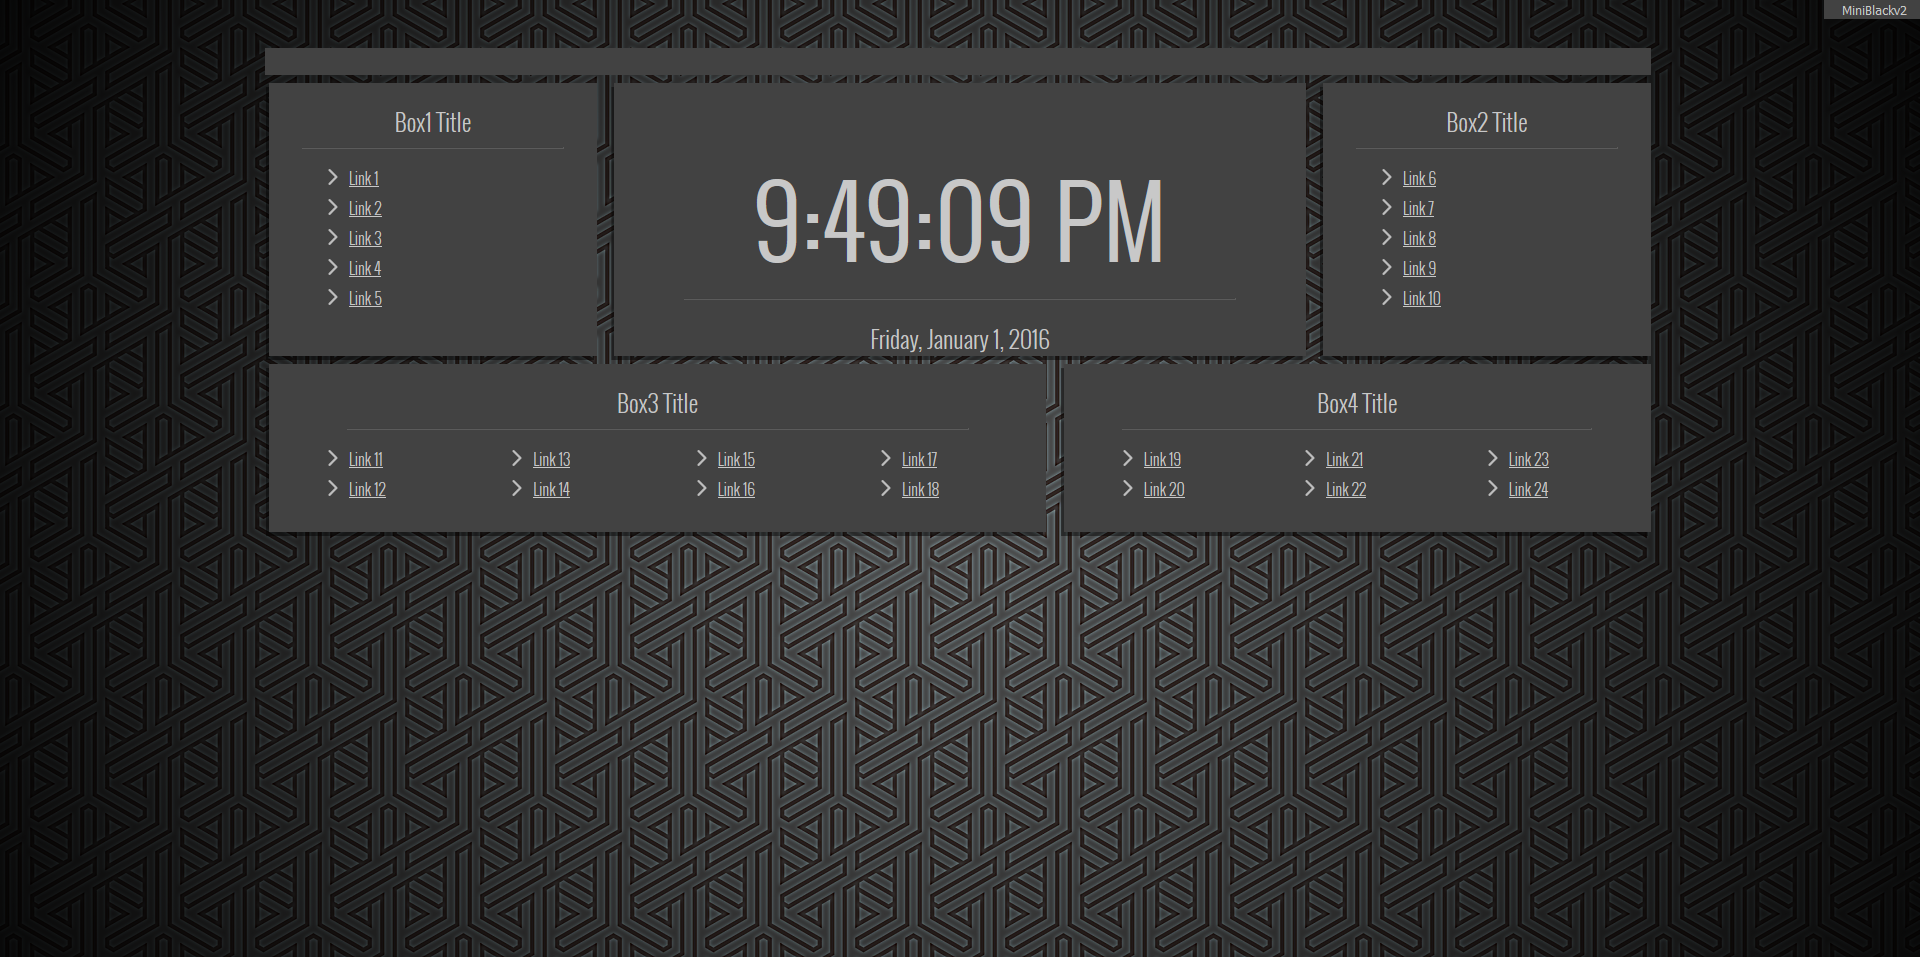 MiniBlackv2
Box1 Title
Link 1
Link 2
Link 3
Link 4
Link 5
9:49:09 PM
Friday, January 1, 2016
Box2 Title
Link 6
Link 7
Link 8
Link 9
Link 10
Box3 Title
Link 11 Link 13 Link 15 Link 17
Link 12 Link 14 Link 16 Link 18
Box4 Title
Link 19 Link 21 Link 23
Link 20 Link 22 Link 24